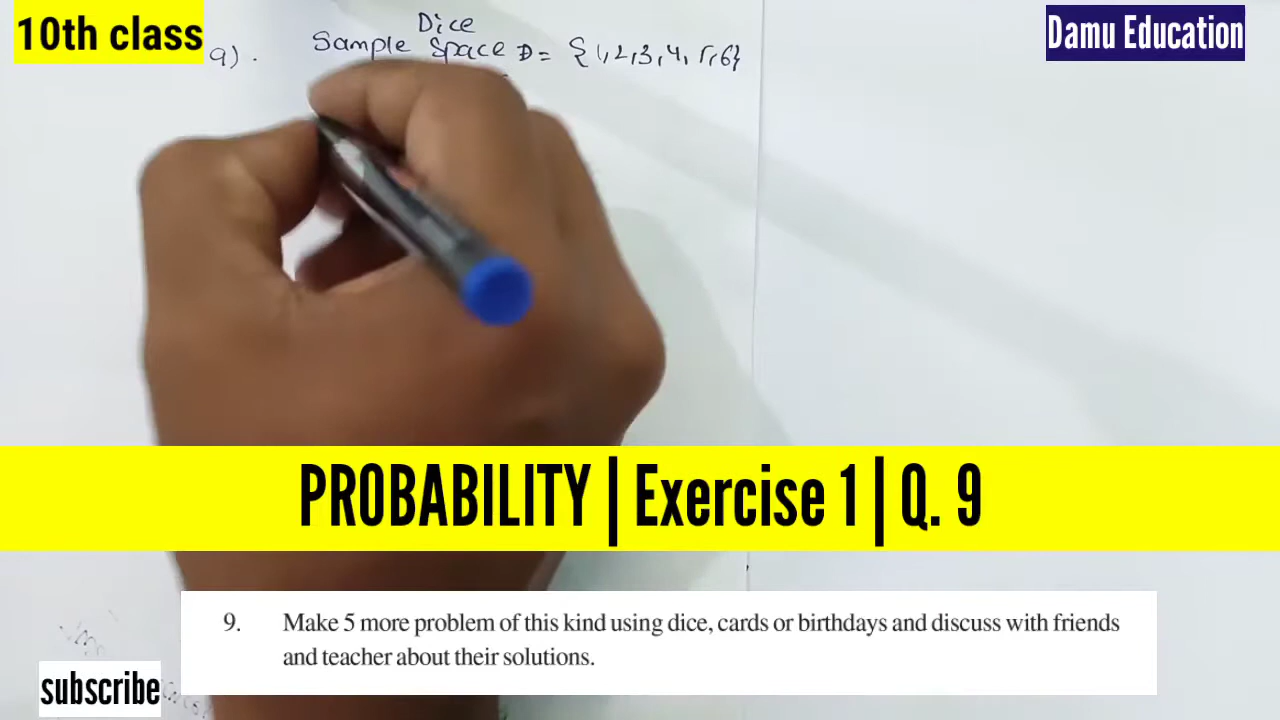 10th class
Damu Education
Dice
9). Sample Space D = {1,2,3,4,5,6}
PROBABILITY | Exercise 1 | Q. 9
9. Make 5 more problem of this kind using dice, cards or birthdays and discuss with friends
and teacher about their solutions.
subscribe